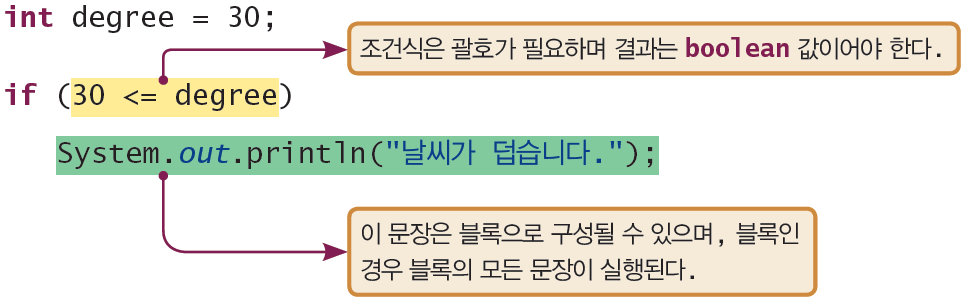 int degree = 30;
조건식은 괄호가 필요하며 결과는 boolean 값이어야 한다.
if (30 <= degree)
System.out.println("날씨가 덥습니다.");
이 문장은 블록으로 구성될 수 있으며, 블록인
경우 블록의 모든 문장이 실행된다.